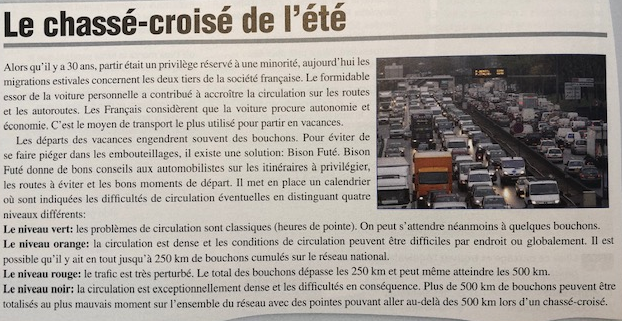 Le chassé-croisé de l'été
Alors qu'il y a 30 ans, partir était un privilège réservé à une minorité, aujourd'hui les
migrations estivales concernent les deux tiers de la société française. Le formidable
essor de la voiture personnelle a contribué à accroître la circulation sur les routes
et les autoroutes. Les Français considèrent que la voiture procure autonomie et
économie. C'est le moyen de transport le plus utilisé pour partir en vacances.
Les départs des vacances engendrent souvent des bouchons. Pour éviter de
se faire piéger dans les embouteillages, il existe une solution: Bison Futé. Bison
Futé donne de bons conseils aux automobilistes sur les itinéraires à privilégier,
les routes à éviter et les bons moments de départ. Il met en place un calendrier
où sont indiquées les difficultés de circulation éventuelles en distinguant quatre
niveaux différents:
Le niveau vert: les problèmes de circulation sont classiques (heures de pointe). On peut s'attendre néanmoins à quelques bouchons.
Le niveau orange: la circulation est dense et les conditions de circulation peuvent être difficiles par endroit ou globalement. Il est
possible qu'il y ait en tout jusqu'à 250 km de bouchons cumulés sur le réseau national.
Le niveau rouge: le trafic est très perturbé. Le total des bouchons dépasse les 250 km et peut même atteindre les 500 km.
Le niveau noir: la circulation est exceptionnellement dense et les difficultés en conséquence. Plus de 500 km de bouchons peuvent être
totalisés au plus mauvais moment sur l'ensemble du réseau avec des pointes pouvant aller au-delà des 500 km lors d'un chassé-croisé.